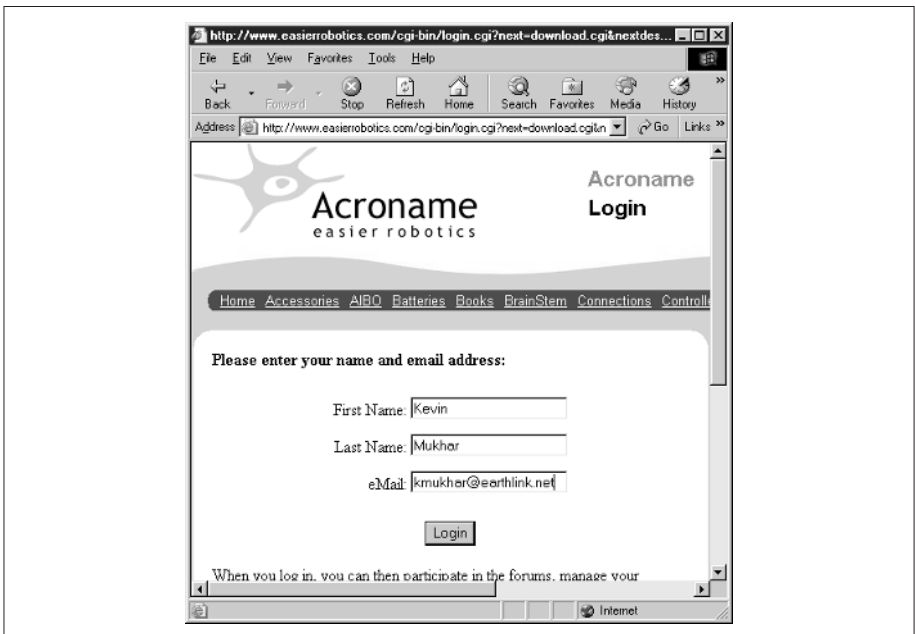 http://www.easierrobotics.com/cgi-bin/login.cgi?next=download.cgi&nextdes...
File Edit View Favorites Tools Help
Back Forward Stop Refresh Home Search Favorites Media History »
Address http://www.easierrobotics.com/cgi-bin/login.cgi?next=download.cgi&n Go Links »
Acroname
easier robotics
Acroname
Login
Home Accessories AIBO Batteries Books BrainStem Connections Controlle
Please enter your name and email address:
First Name: Kevin
Last Name: Mukhar
eMail: kmukhar@earthlink.net
Login
When you log in, you can then participate in the forums, manage your
Internet